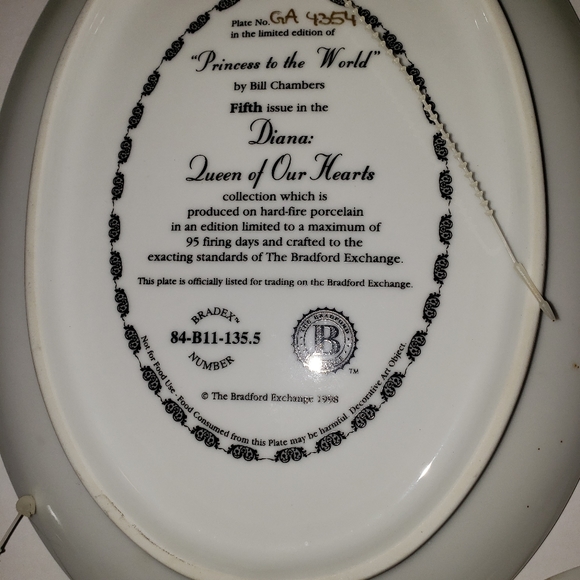 Plate No. GA 4354
in the limited edition of
"Princess to the World"
by Bill Chambers
Fifth issue in the
Diana:
Queen of Our Hearts
collection which is
produced on hard-fire porcelain
in an edition limited to a maximum of
95 firing days and crafted to the
exacting standards of The Bradford Exchange.
This plate is officially listed for trading on the Bradford Exchange.
BRADEX™
84-B11-135.5
NUMBER
THE BRADFORD
B
™
Not for Food Use - Food Consumed from this Plate may be harmful. Decorative Art Object.
© The Bradford Exchange 1998